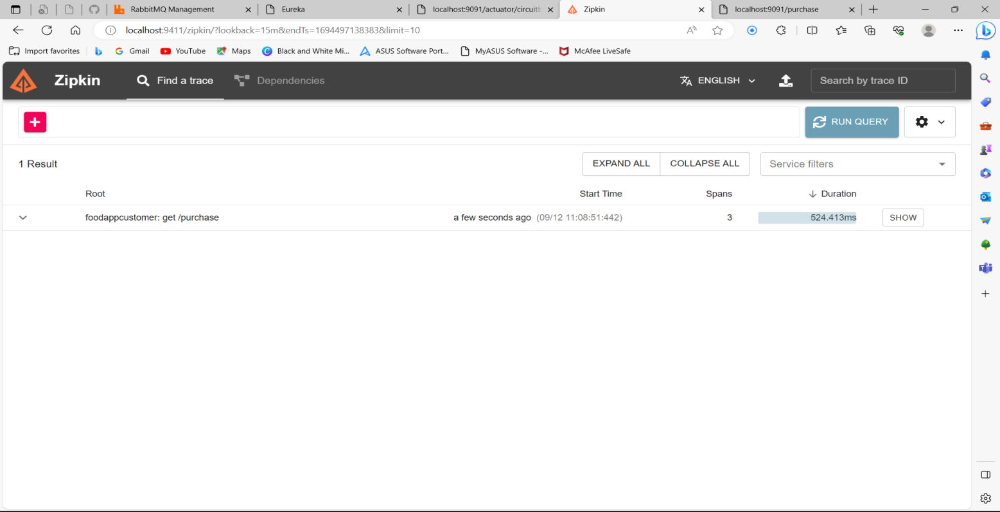 RabbitMQ Management
Eureka
localhost:9091/actuator/circuitb
Zipkin
localhost:9091/purchase
localhost:9411/zipkin/?lookback=15m&endTs=1694497138383&limit=10
Import favorites
Gmail
YouTube
Maps
Black and White Mi...
ASUS Software Port...
MyASUS Software -...
McAfee LiveSafe
Zipkin
Find a trace
Dependencies
ENGLISH
Search by trace ID
RUN QUERY
1 Result
EXPAND ALL
COLLAPSE ALL
Service filters
Root
Start Time
Spans
Duration
foodappcustomer: get /purchase
a few seconds ago (09/12 11:08:51:442)
3
524.413ms
SHOW